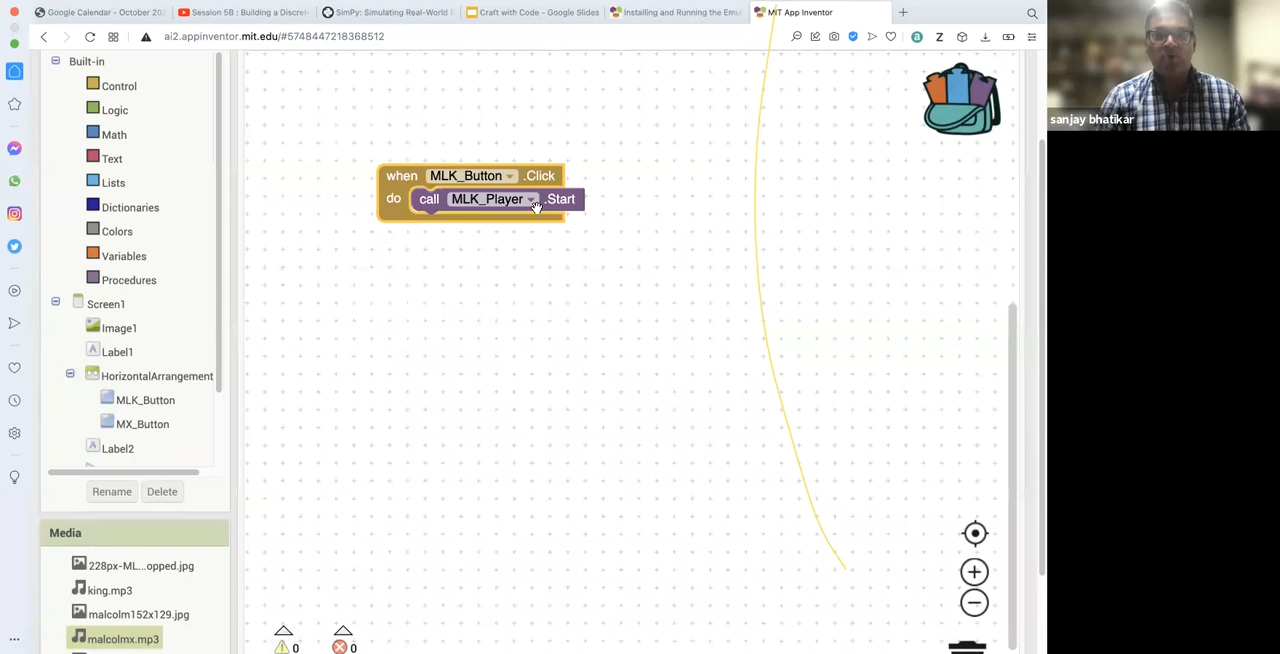 Google Calendar - October 202
Session 5B : Building a Discret
SimPy: Simulating Real-World P
Craft with Code - Google Slides
Installing and Running the Emu
MIT App Inventor
ai2.appinventor.mit.edu/#5748447218368512
Built-in
Control
Logic
Math
Text
Lists
Dictionaries
Colors
Variables
Procedures
Screen1
Image1
Label1
HorizontalArrangement
MLK_Button
MX_Button
Label2
Rename
Delete
Media
228px-ML...opped.jpg
king.mp3
malcolm152x129.jpg
malcolmx.mp3
when MLK_Button .Click
do call MLK_Player .Start
0
0
sanjay bhatikar